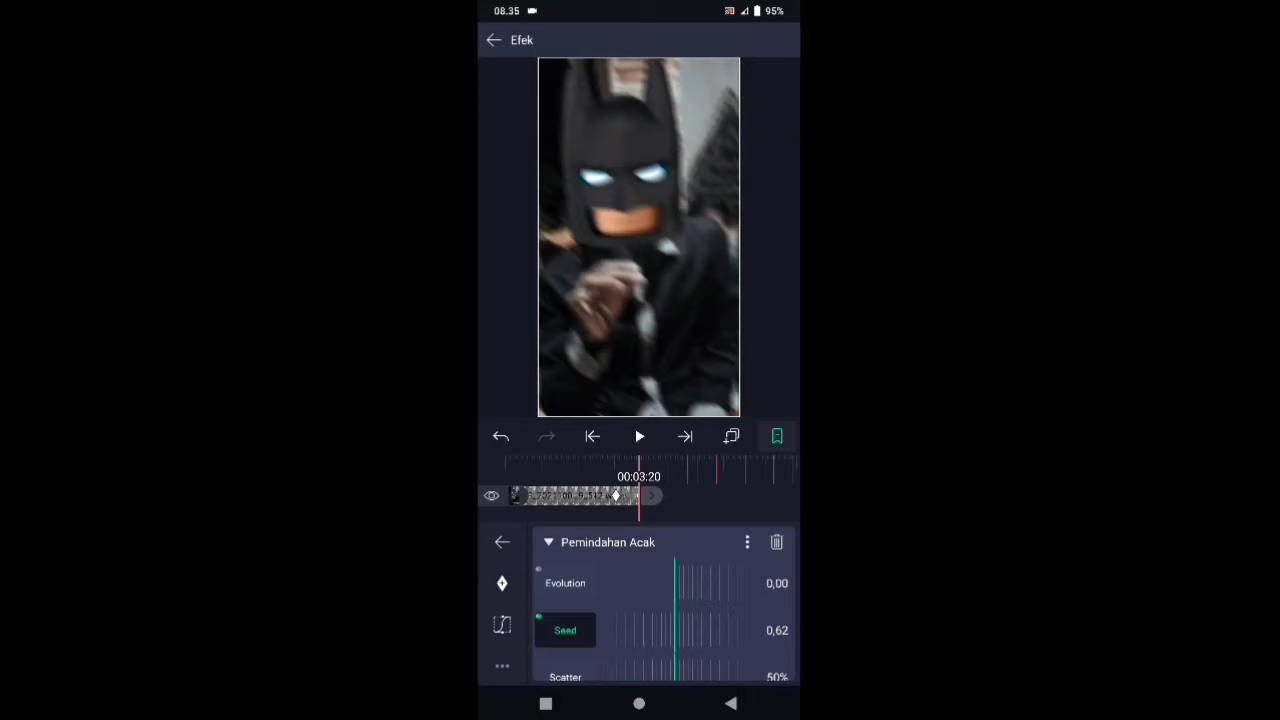 08.35
95%
Efek
00:03:20
Pemindahan Acak
Evolution
0,00
Seed
0,62
Scatter
50%